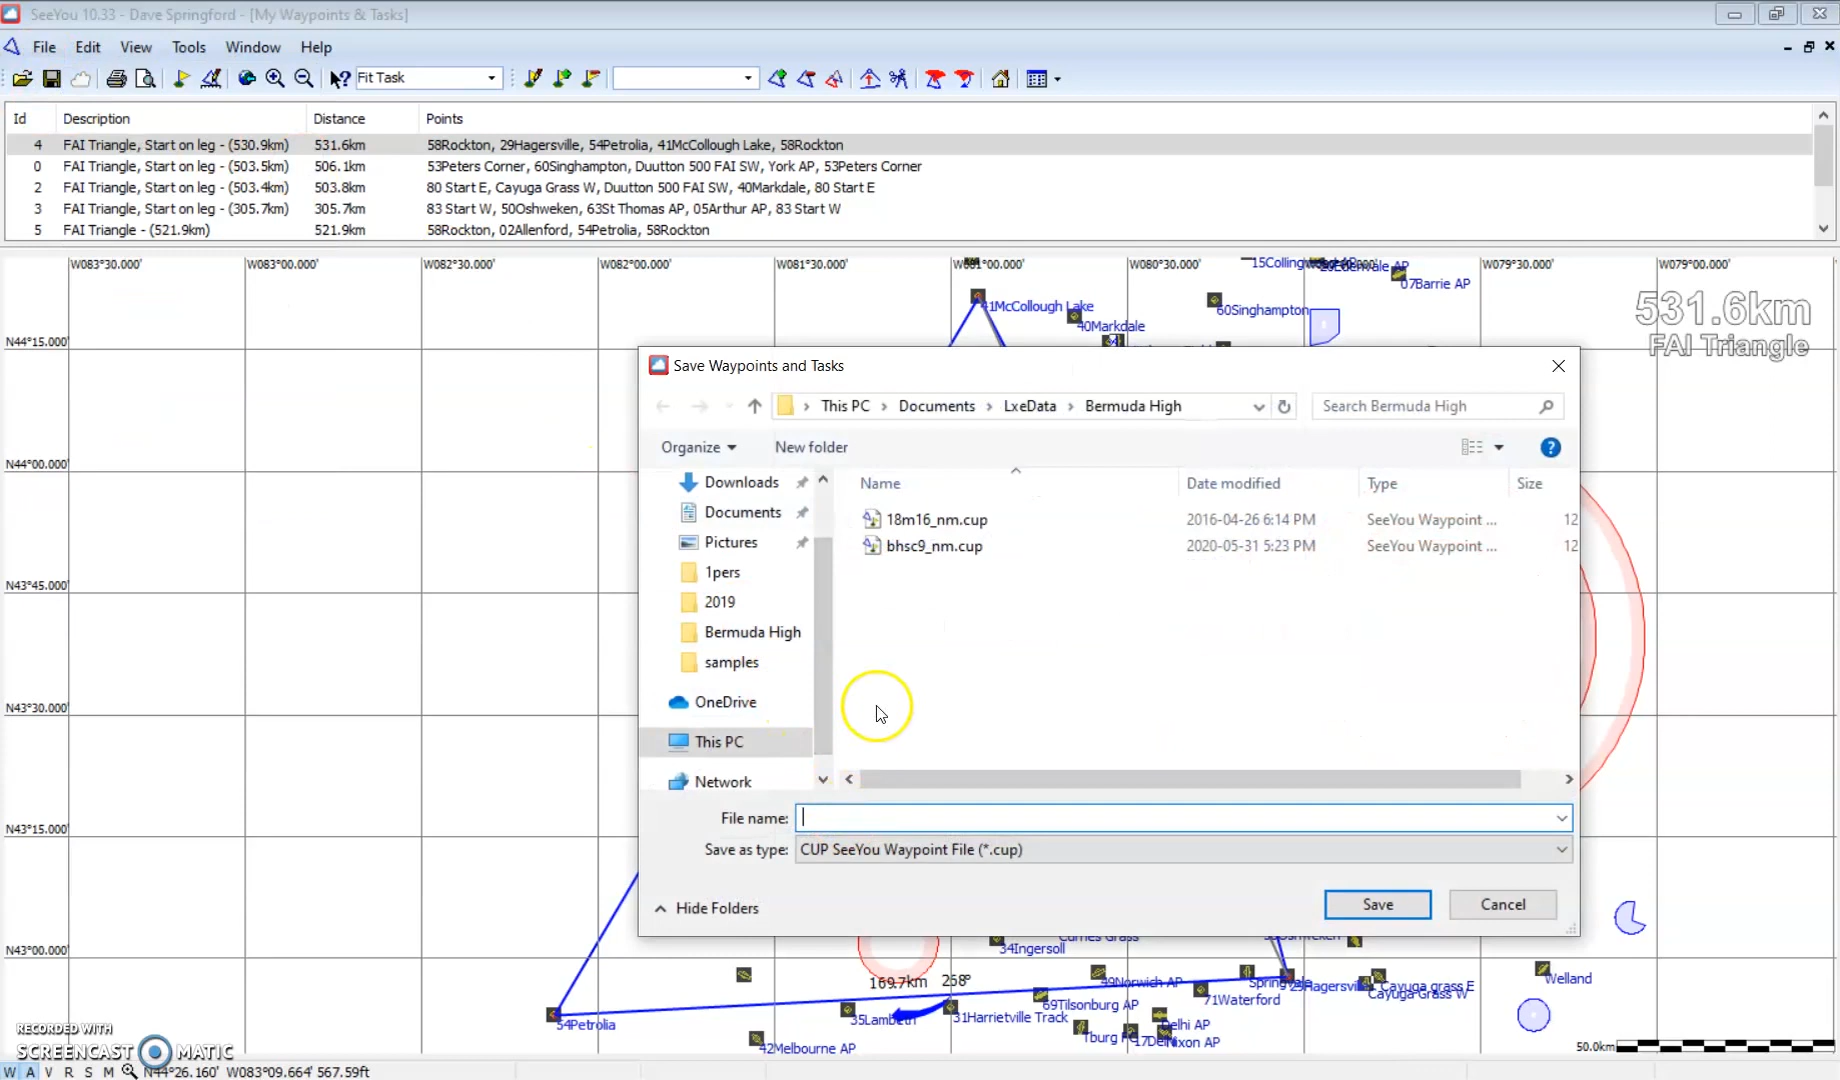 SeeYou 10.33 - Dave Springford - [My Waypoints & Tasks]
File Edit View Tools Window Help
Fit Task
Id Description Distance Points
4 FAI Triangle, Start on leg - (530.9km) 531.6km 58Rockton, 29Hagersville, 54Petrolia, 41McCollough Lake, 58Rockton
0 FAI Triangle, Start on leg - (503.5km) 506.1km 53Peters Corner, 60Singhampton, Duutton 500 FAI SW, York AP, 53Peters Corner
2 FAI Triangle, Start on leg - (503.4km) 503.8km 80 Start E, Cayuga Grass W, Duutton 500 FAI SW, 40Markdale, 80 Start E
3 FAI Triangle, Start on leg - (305.7km) 305.7km 83 Start W, 50Oshweken, 63St Thomas AP, 05Arthur AP, 83 Start W
5 FAI Triangle - (521.9km) 521.9km 58Rockton, 02Allenford, 54Petrolia, 58Rockton
W083°30.000' W083°00.000' W082°30.000' W082°00.000' W081°30.000' W081°00.000' W080°30.000' W079°30.000' W079°00.000'
07Barrie AP
41McCollough Lake
60Singhampton
40Markdale
531.6km
FAI Triangle
N44°15.000'
N44°00.000'
N43°45.000'
N43°30.000'
N43°15.000'
N43°00.000'
Save Waypoints and Tasks
This PC › Documents › LxeData › Bermuda High
Search Bermuda High
Organize New folder
Name Date modified Type Size
Downloads
Documents
Pictures
1pers
2019
Bermuda High
samples
OneDrive
This PC
Network
18m16_nm.cup 2016-04-26 6:14 PM SeeYou Waypoint ... 12
bhsc9_nm.cup 2020-05-31 5:23 PM SeeYou Waypoint ... 12
File name:
Save as type: CUP SeeYou Waypoint File (*.cup)
Hide Folders
Save Cancel
34Ingersoll
Curries Grass
169.7km 268°
49Norwich AP
Cayuga grass E
Cayuga Grass W
Welland
71Waterford
69Tilsonburg AP
54Petrolia
35Lambeth
31Harrietville Track
Delhi AP
42Melbourne AP
50.0km
RECORDED WITH
SCREENCAST MATIC
W A V R S M N44°26.160' W083°09.664' 567.59ft